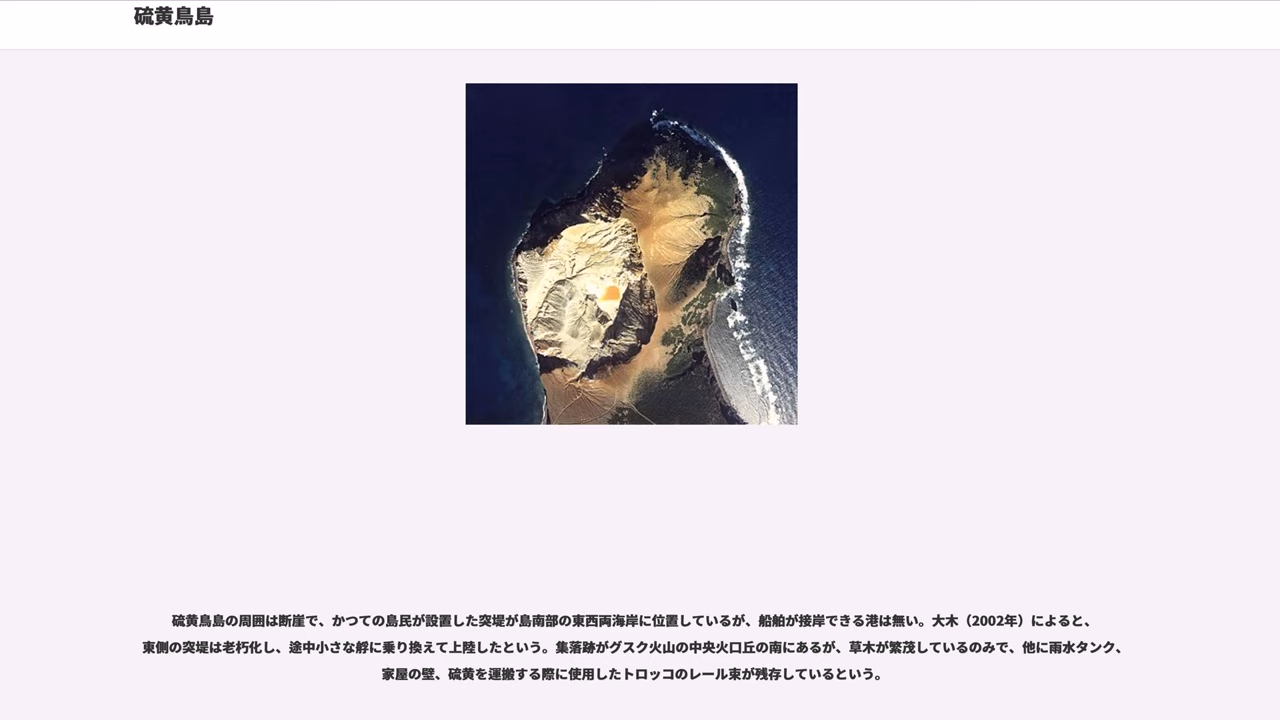 硫黄鳥島
硫黄鳥島の周囲は断崖で、かつての島民が設置した突堤が島南部の東西両海岸に位置しているが、船舶が接岸できる港は無い。大木（2002年）によると、
東側の突堤は老朽化し、途中小さな艀に乗り換えて上陸したという。集落跡がグスク火山の中央火口丘の南にあるが、草木が繁茂しているのみで、他に雨水タンク、
家屋の壁、硫黄を運搬する際に使用したトロッコのレール束が残存しているという。